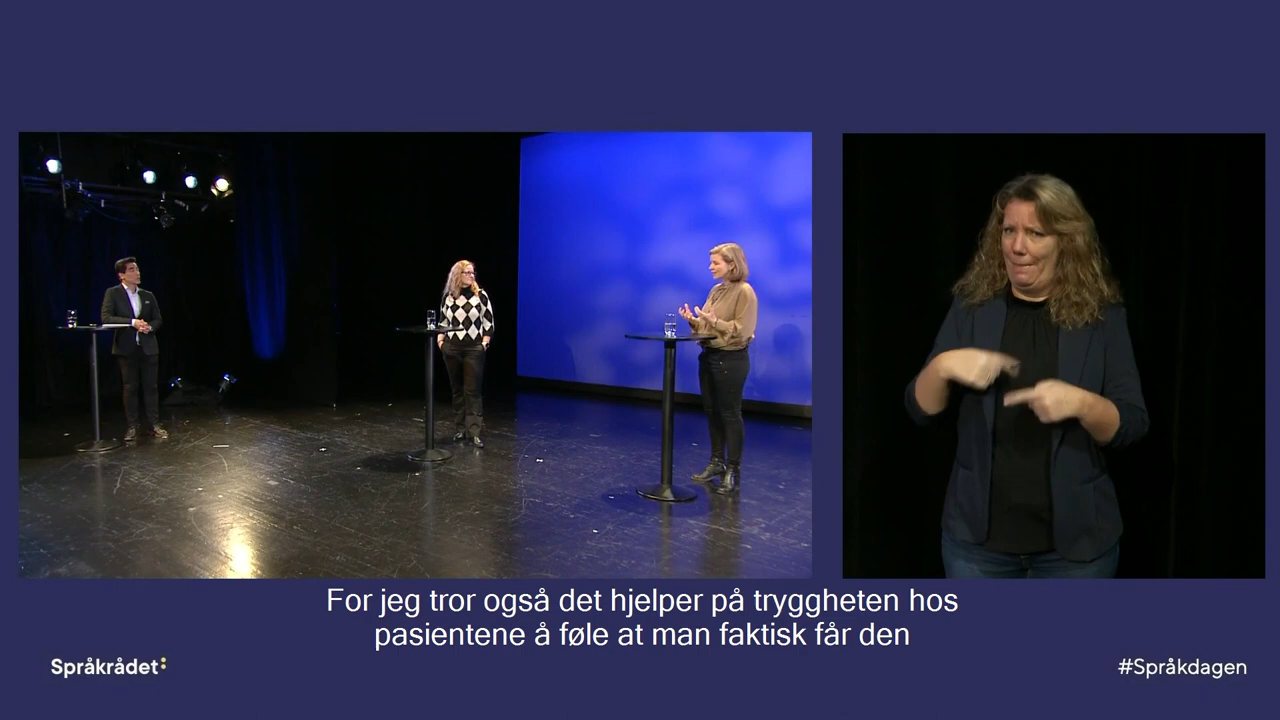 For jeg tror også det hjelper på tryggheten hos
pasientene å føle at man faktisk får den
Språkrådet:
#Språkdagen